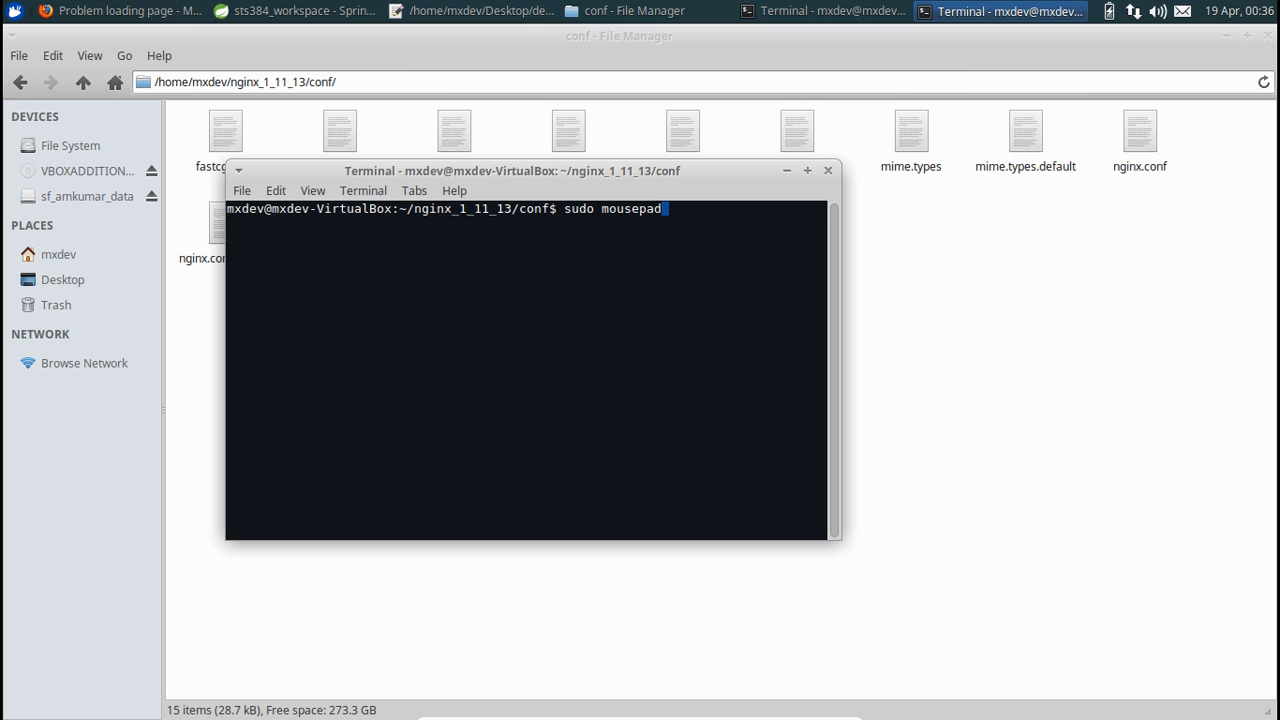 Problem loading page - M...
sts384_workspace - Sprin...
/home/mxdev/Desktop/de...
conf - File Manager
Terminal - mxdev@mxdev...
Terminal - mxdev@mxdev...
19 Apr, 00:36
conf - File Manager
File Edit View Go Help
/home/mxdev/nginx_1_11_13/conf/
DEVICES
File System
VBOXADDITION...
sf_amkumar_data
PLACES
mxdev
Desktop
Trash
NETWORK
Browse Network
mime.types
mime.types.default
nginx.conf
Terminal - mxdev@mxdev-VirtualBox: ~/nginx_1_11_13/conf
File Edit View Terminal Tabs Help
mxdev@mxdev-VirtualBox:~/nginx_1_11_13/conf$ sudo mousepad
15 items (28.7 kB), Free space: 273.3 GB